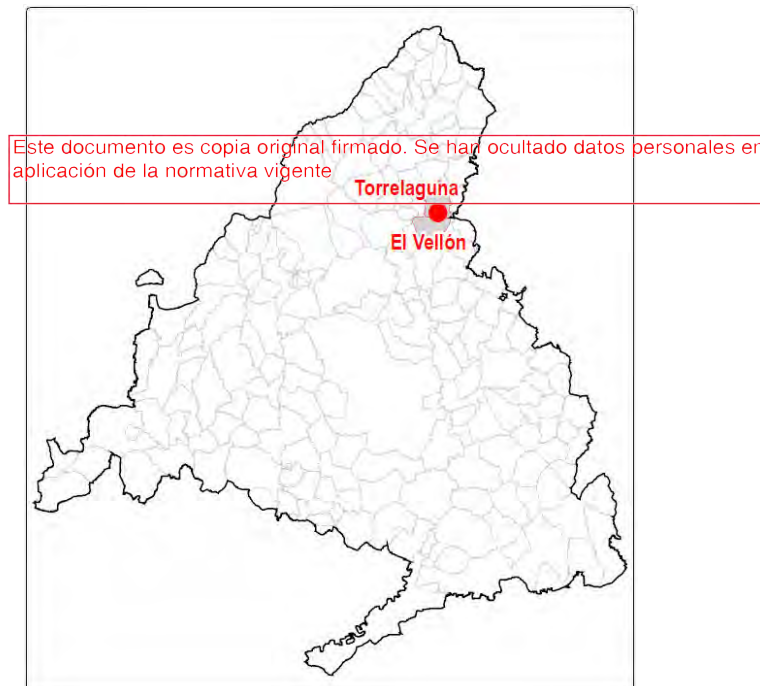 Este documento es copia original firmado. Se han ocultado datos personales en
aplicación de la normativa vigente
Torrelaguna
El Vellón